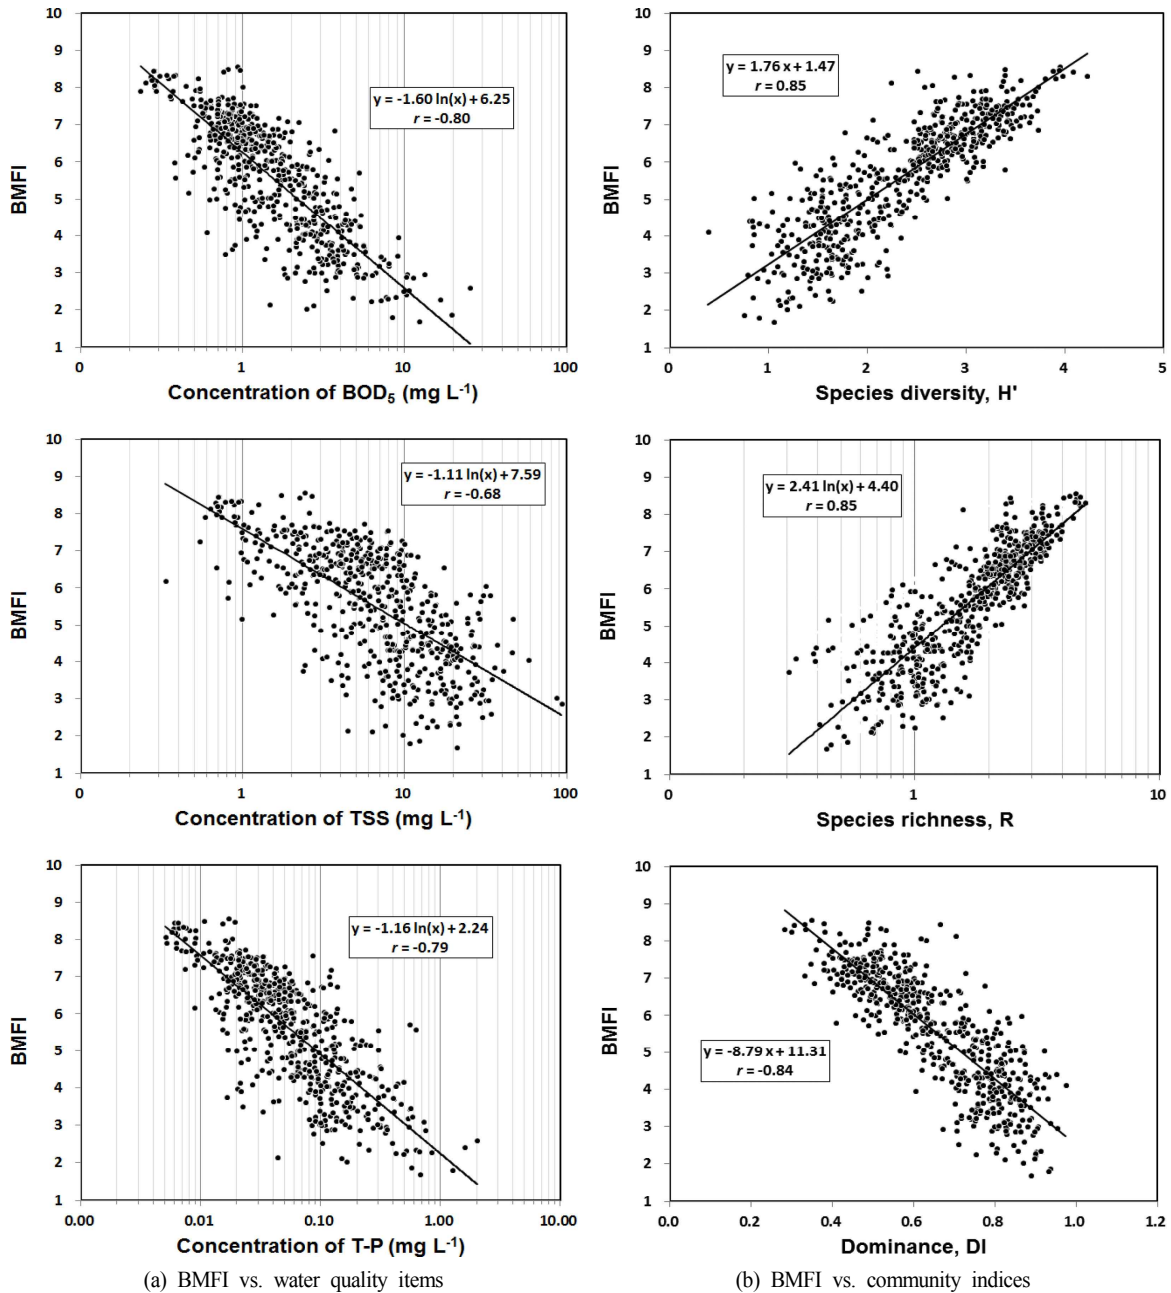 10
9
8
7
6
5
4
3
2
1
BMFI
y = -1.60 ln(x) + 6.25
r = -0.80
0 1 10 100
Concentration of BOD5 (mg L-1)
10
9
8
7
6
5
4
3
2
1
BMFI
y = 1.76 x + 1.47
r = 0.85
0 1 2 3 4 5
Species diversity, H'
10
9
8
7
6
5
4
3
2
1
BMFI
y = -1.11 ln(x) + 7.59
r = -0.68
0 1 10 100
Concentration of TSS (mg L-1)
10
9
8
7
6
5
4
3
2
1
BMFI
y = 2.41 ln(x) + 4.40
r = 0.85
0 1 10
Species richness, R
10
9
8
7
6
5
4
3
2
1
BMFI
y = -1.16 ln(x) + 2.24
r = -0.79
0.00 0.01 0.10 1.00 10.00
Concentration of T-P (mg L-1)
(a) BMFI vs. water quality items
10
9
8
7
6
5
4
3
2
1
BMFI
y = -8.79 x + 11.31
r = -0.84
0.0 0.2 0.4 0.6 0.8 1.0 1.2
Dominance, DI
(b) BMFI vs. community indices